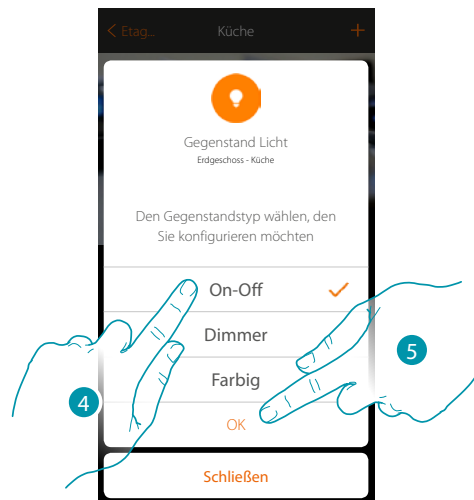 Etag...
Küche
+
Gegenstand Licht
Erdgeschoss - Küche
Den Gegenstandstyp wählen, den
Sie konfigurieren möchten
On-Off
Dimmer
Farbig
OK
Schließen
4
5